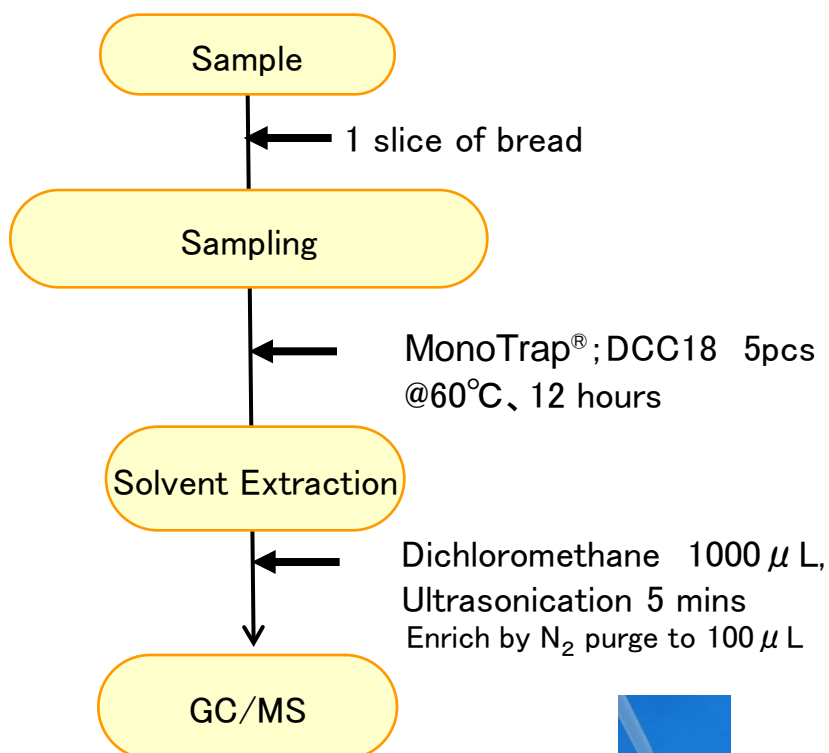 Sample
1 slice of bread
Sampling
MonoTrap®;DCC18 5pcs
@60℃、12 hours
Solvent Extraction
Dichloromethane 1000μL,
Ultrasonication 5 mins
Enrich by N₂ purge to 100μL
GC/MS